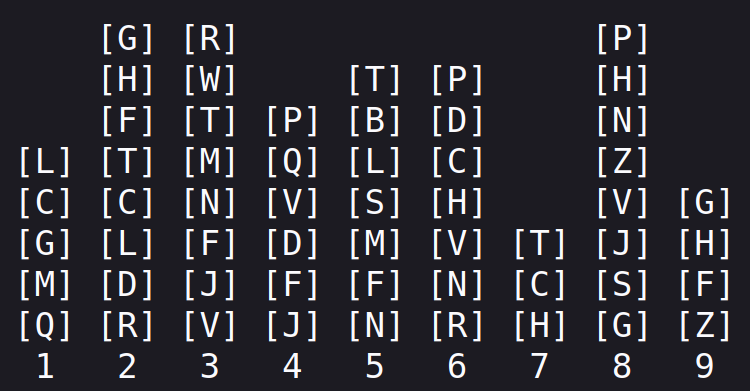 [G] [R]                 [P]
    [H] [W]     [T] [P]     [H]
    [F] [T] [P] [B] [D]     [N]
[L] [T] [M] [Q] [L] [C]     [Z]
[C] [C] [N] [V] [S] [H]     [V] [G]
[G] [L] [F] [D] [M] [V] [T] [J] [H]
[M] [D] [J] [F] [F] [N] [C] [S] [F]
[Q] [R] [V] [J] [N] [R] [H] [G] [Z]
 1   2   3   4   5   6   7   8   9